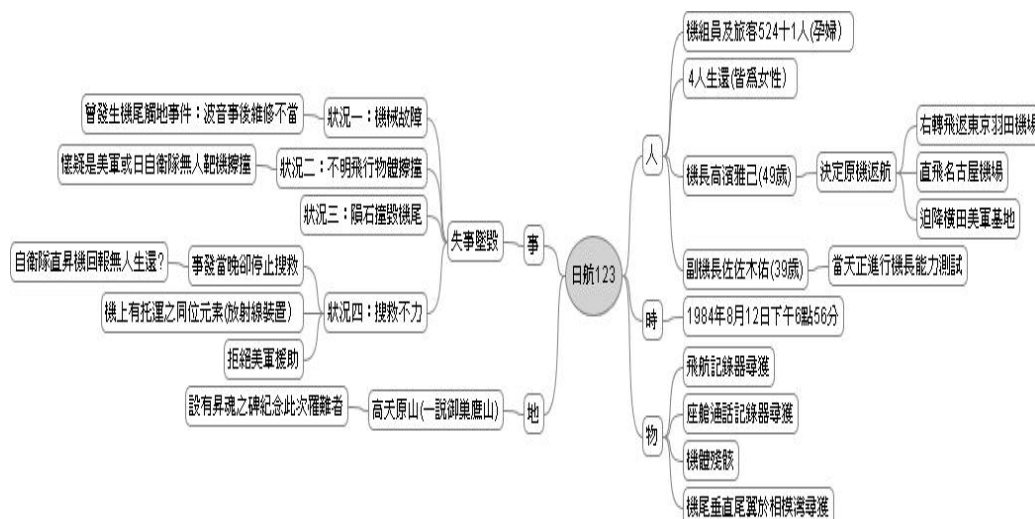 日航123
人
機組員及旅客524十1人(孕婦)
4人生還(皆為女性)
機長高濱雅己(49歲)
決定原機返航
右轉飛返東京羽田機場
直飛名古屋機場
迫降橫田美軍基地
副機長佐佐木佑(39歲)
當天正進行機長能力測試
時
1984年8月12日下午6點56分
物
飛航記錄器尋獲
座艙通話記錄器尋獲
機體殘骸
機尾垂直尾翼於相模灣尋獲
事
失事墜毀
狀況一：機械故障
曾發生機尾觸地事件：波音事後維修不當
狀況二：不明飛行物體擦撞
懷疑是美軍或日自衛隊無人靶機擦撞
狀況三：隕石撞毀機尾
狀況四：搜救不力
事發當晚卻停止搜救
自衛隊直昇機回報無人生還?
機上有托運之同位元素(放射線裝置)
拒絕美軍援助
地
高天原山(一說御巢鷹山)
設有昇魂之碑紀念此次罹難者